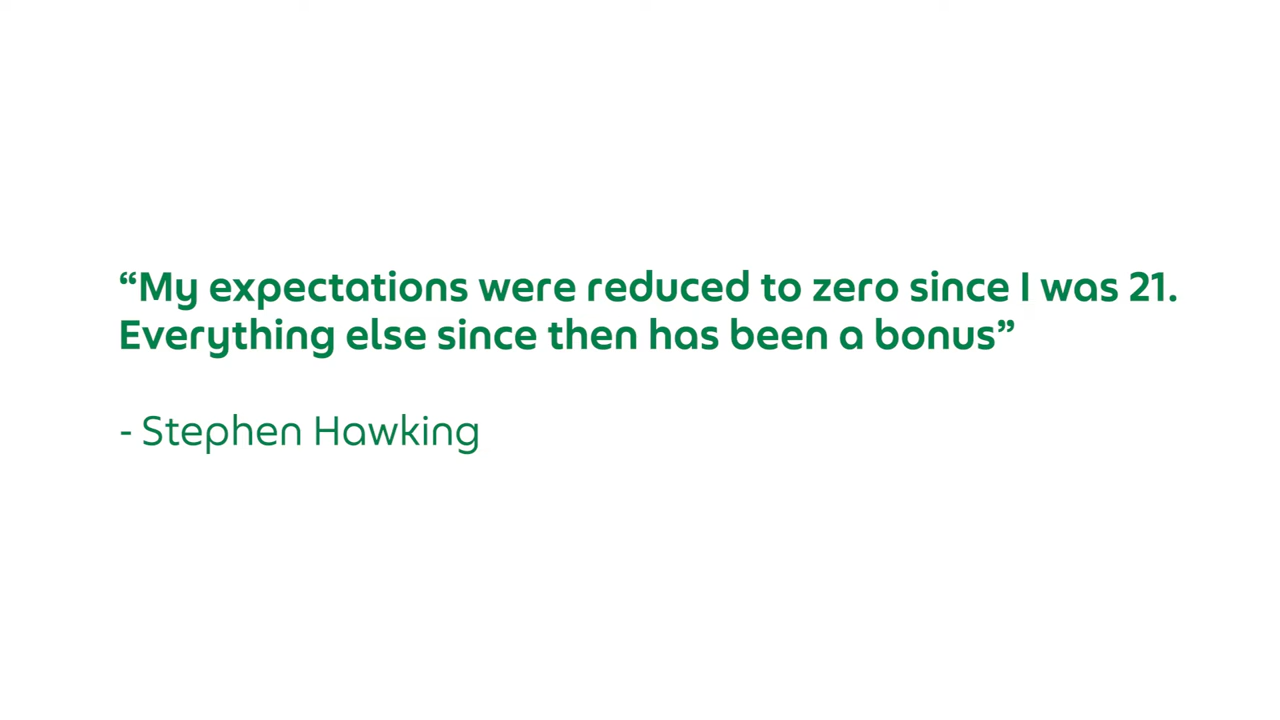 “My expectations were reduced to zero since I was 21.
Everything else since then has been a bonus”
- Stephen Hawking